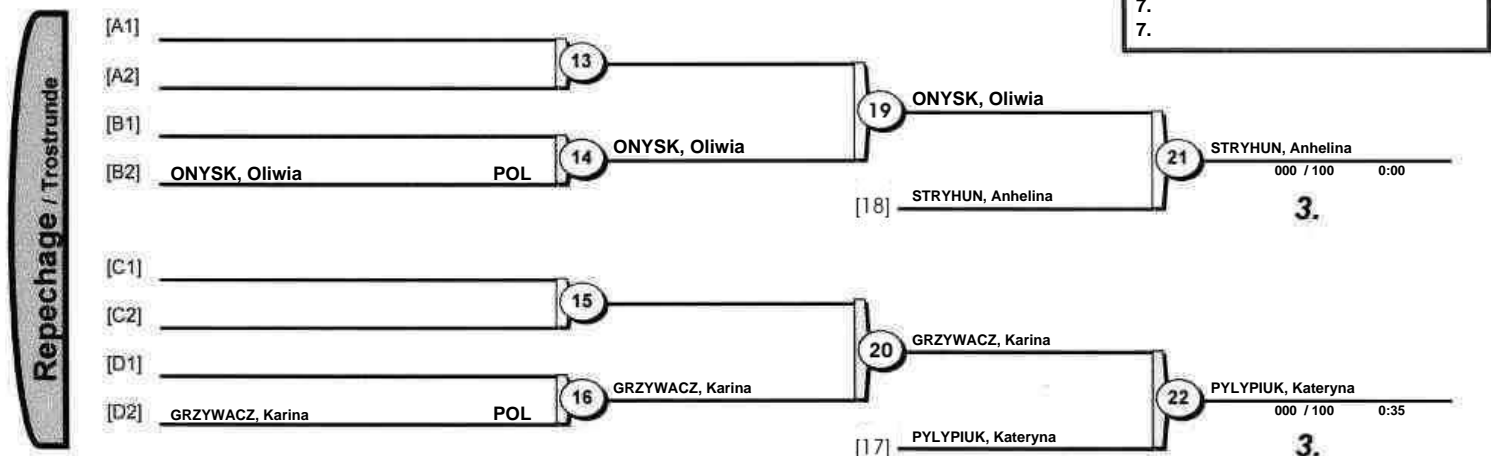 7.
7.
Repechage / Trostrunde
[A1]
13
[A2]
19 ONYSK, Oliwia
[B1]
14 ONYSK, Oliwia
[B2] ONYSK, Oliwia POL
21 STRYHUN, Anhelina
000 / 100 0:00
[18] STRYHUN, Anhelina
3.
[C1]
15
[C2]
20 GRZYWACZ, Karina
[D1]
16 GRZYWACZ, Karina
[D2] GRZYWACZ, Karina POL
22 PYLYPIUK, Kateryna
000 / 100 0:35
[17] PYLYPIUK, Kateryna
3.